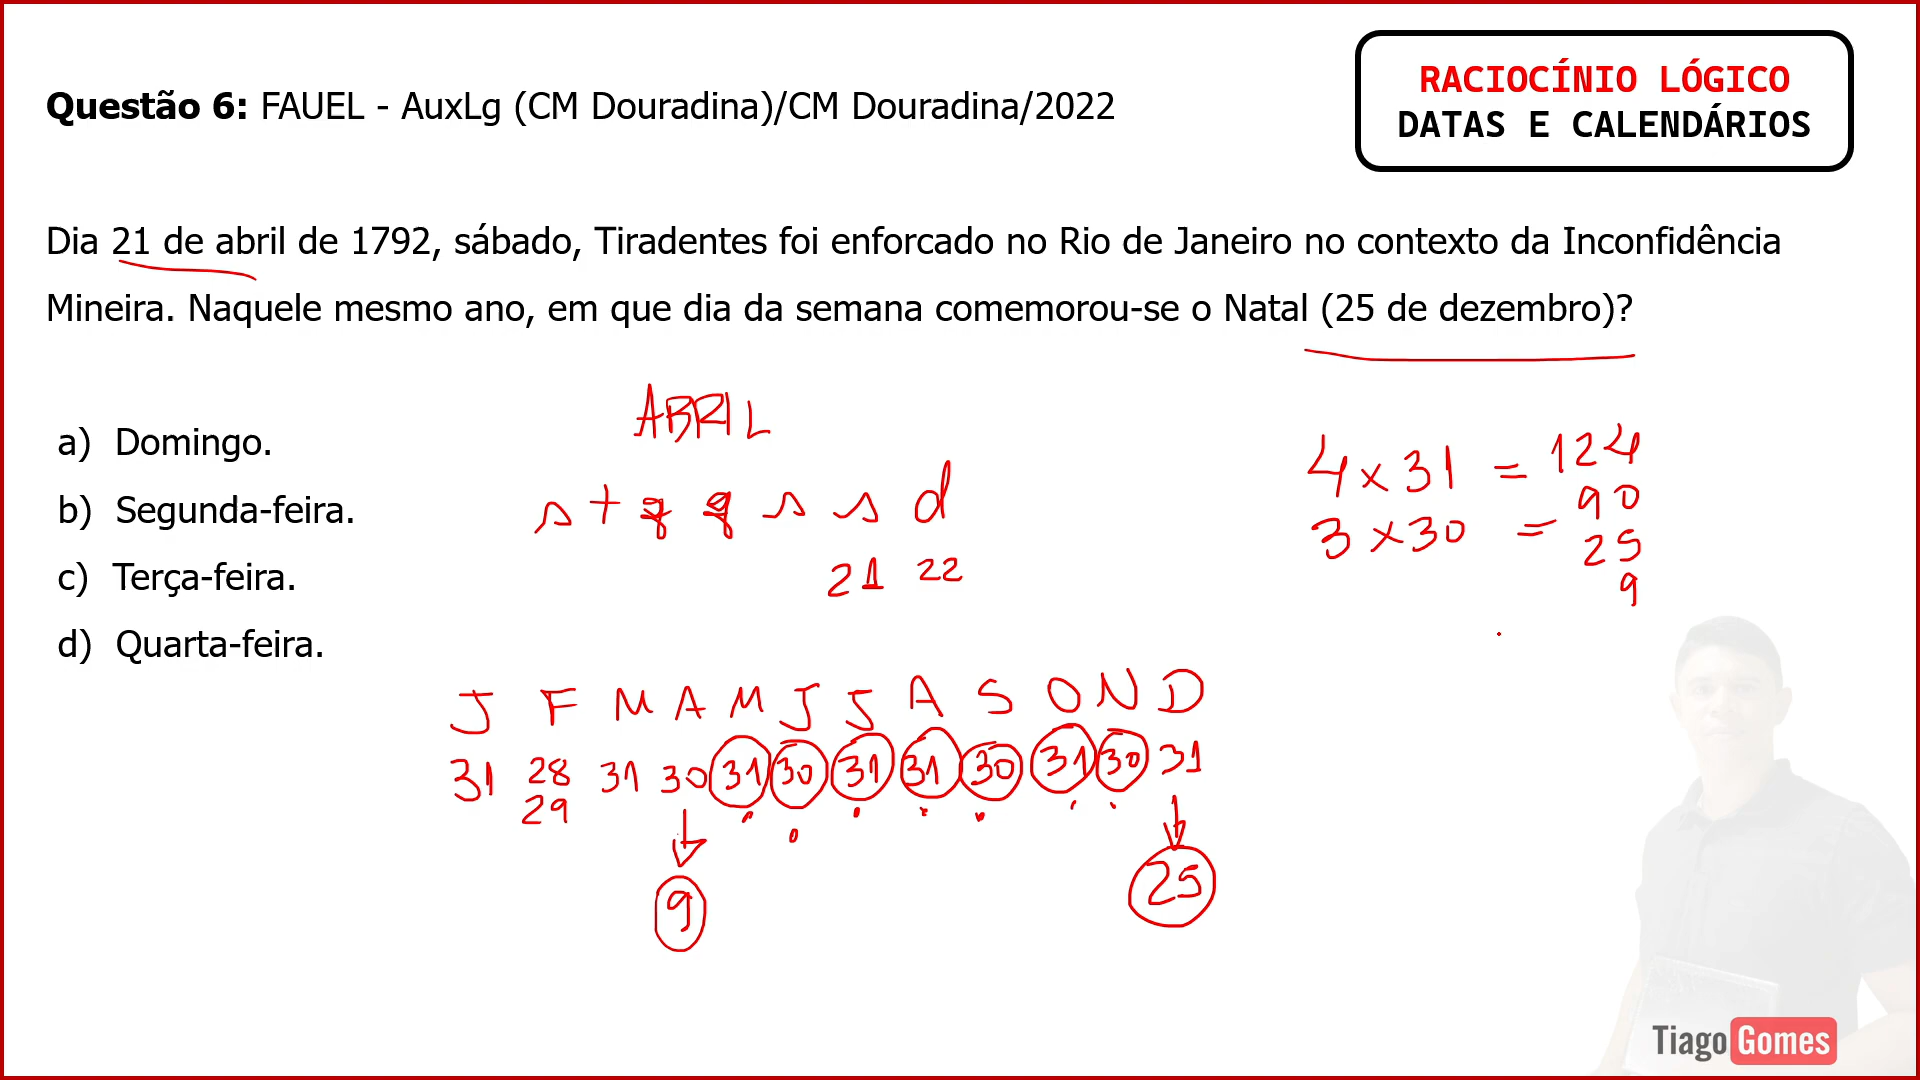 RACIOCÍNIO LÓGICO
DATAS E CALENDÁRIOS
Questão 6: FAUEL - AuxLg (CM Douradina)/CM Douradina/2022
Dia 21 de abril de 1792, sábado, Tiradentes foi enforcado no Rio de Janeiro no contexto da Inconfidência
Mineira. Naquele mesmo ano, em que dia da semana comemorou-se o Natal (25 de dezembro)?
a) Domingo.
b) Segunda-feira.
c) Terça-feira.
d) Quarta-feira.
ABRIL
s t q q s s d
21 22
4 x 31 = 124
3 x 30 = 90
25
9
J F M A M J J A S O N D
31 28 31 30 31 30 31 31 30 31 30 31
29
9 25
Tiago Gomes